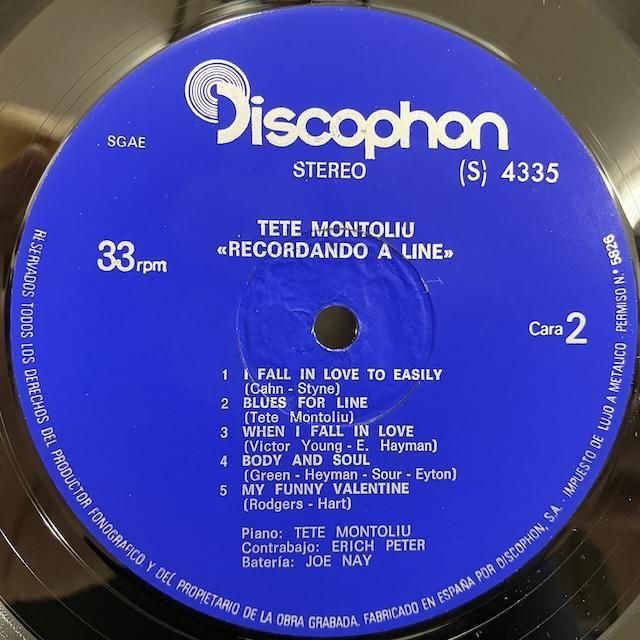 Discophon
SGAE
STEREO
(S) 4335
TETE MONTOLIU
«RECORDANDO A LINE»
33 rpm
Cara 2
1 I FALL IN LOVE TO EASILY
(Cahn - Styne)
2 BLUES FOR LINE
(Tete Montoliu)
3 WHEN I FALL IN LOVE
(Victor Young - E. Hayman)
4 BODY AND SOUL
(Green - Heyman - Sour - Eyton)
5 MY FUNNY VALENTINE
(Rodgers - Hart)
Piano: TETE MONTOLIU
Contrabajo: ERICH PETER
Batería: JOE NAY
RESERVADOS TODOS LOS DERECHOS DEL PRODUCTOR FONOGRAFICO Y DEL PROPIETARIO DE LA OBRA GRABADA. FABRICADO EN ESPAÑA POR DISCOPHON, S.A. IMPUESTO DE LUJO A METALICO - PERMISO N.º 5826